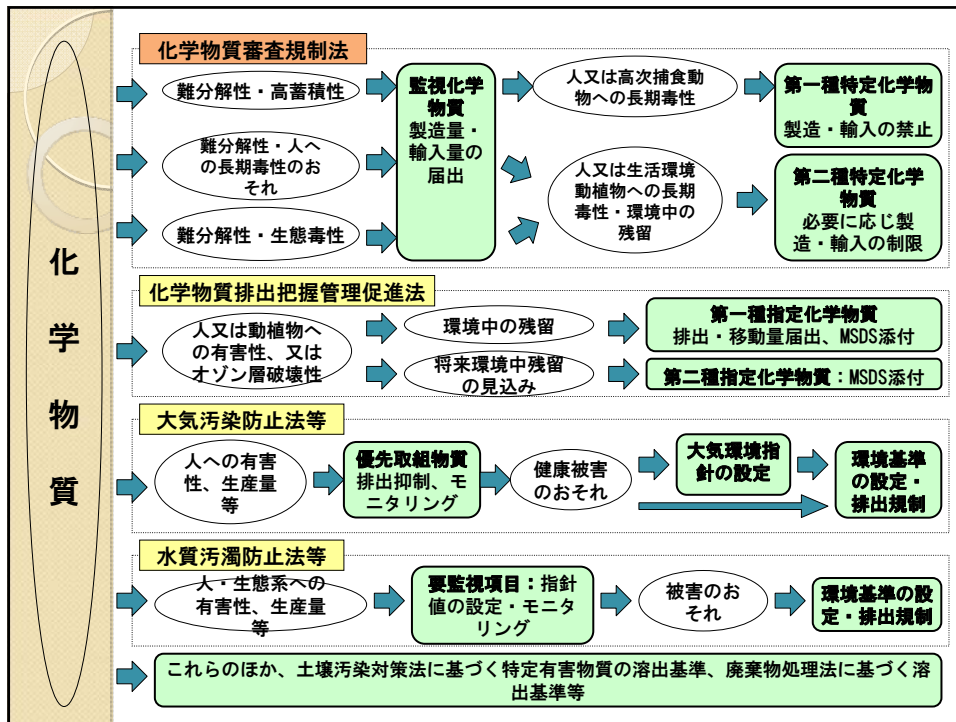 化学物質
化学物質審査規制法
難分解性・高蓄積性
難分解性・人へ
の長期毒性のお
それ
難分解性・生態毒性
監視化学
物質
製造量・
輸入量の
届出
人又は高次捕食動
物への長期毒性
人又は生活環境
動植物への長期
毒性・環境中の
残留
第一種特定化学物
質
製造・輸入の禁止
第二種特定化学
物質
必要に応じ製
造・輸入の制限
化学物質排出把握管理促進法
人又は動植物へ
の有害性、又は
オゾン層破壊性
環境中の残留
将来環境中残留
の見込み
第一種指定化学物質
排出・移動量届出、MSDS添付
第二種指定化学物質：MSDS添付
大気汚染防止法等
人への有害
性、生産量
等
優先取組物質
排出抑制、モ
ニタリング
健康被害
のおそれ
大気環境指
針の設定
環境基準
の設定・
排出規制
水質汚濁防止法等
人・生態系への
有害性、生産量
等
要監視項目：指針
値の設定・モニタ
リング
被害のお
それ
環境基準の設
定・排出規制
これらのほか、土壌汚染対策法に基づく特定有害物質の溶出基準、廃棄物処理法に基づく溶
出基準等